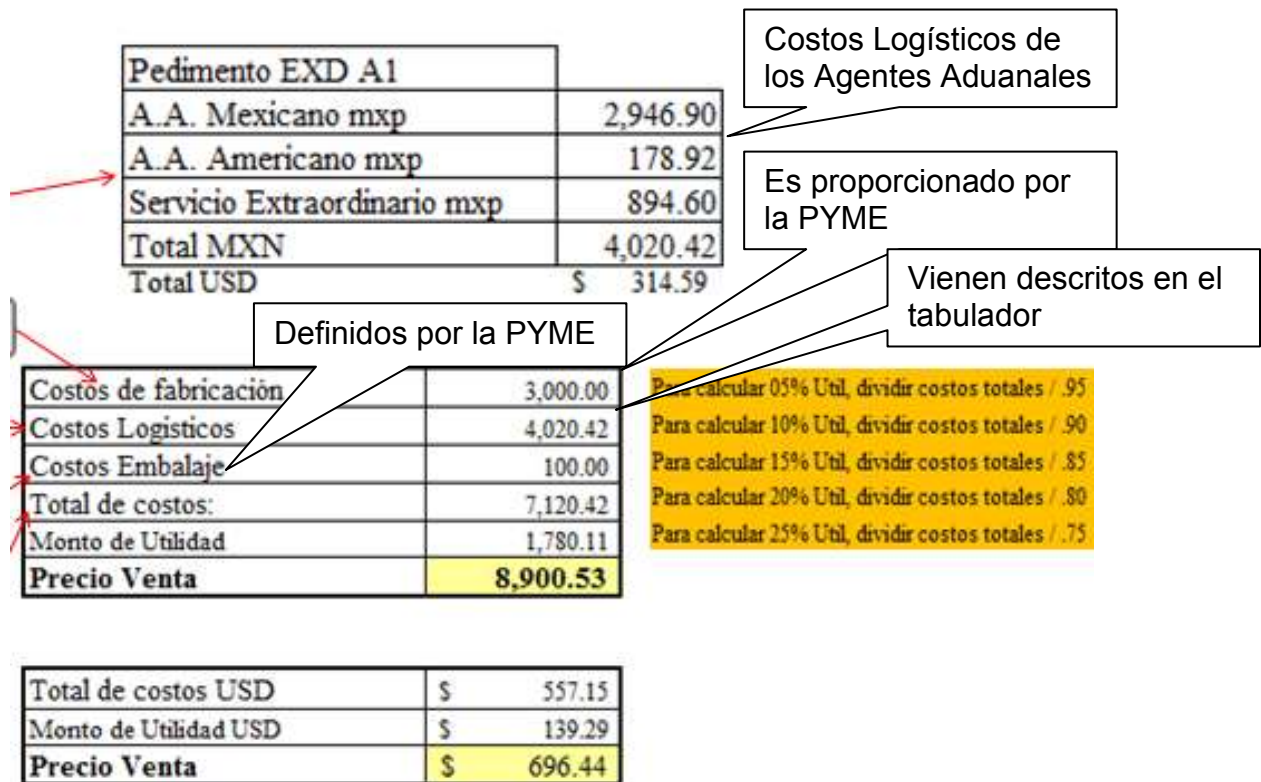 Costos Logísticos de
los Agentes Aduanales
Pedimento EXD A1
A.A. Mexicano mxp 2,946.90
A.A. Americano mxp 178.92
Servicio Extraordinario mxp 894.60
Total MXN 4,020.42
Total USD $ 314.59
Es proporcionado por
la PYME
Vienen descritos en el
tabulador
Definidos por la PYME
Costos de fabricación 3,000.00
Costos Logisticos 4,020.42
Costos Embalaje 100.00
Total de costos: 7,120.42
Monto de Utilidad 1,780.11
Precio Venta 8,900.53
Para calcular 05% Util, dividir costos totales / .95
Para calcular 10% Util, dividir costos totales / .90
Para calcular 15% Util, dividir costos totales / .85
Para calcular 20% Util, dividir costos totales / .80
Para calcular 25% Util, dividir costos totales / .75
Total de costos USD $ 557.15
Monto de Utilidad USD $ 139.29
Precio Venta $ 696.44